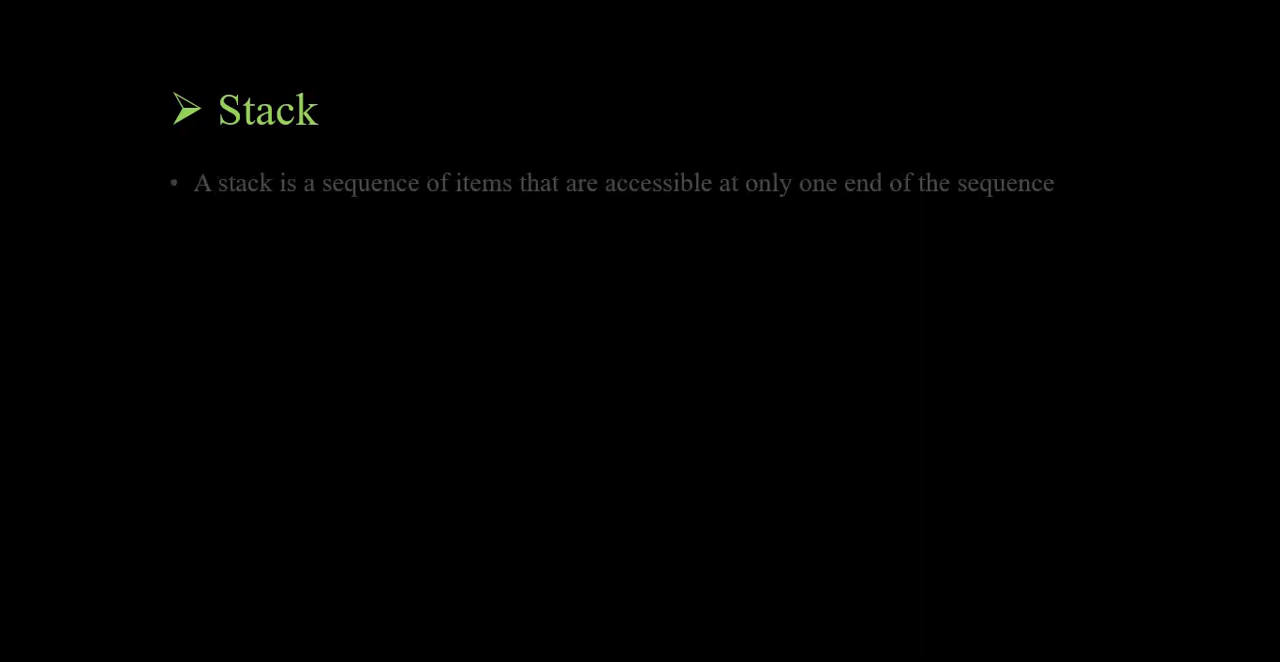 ➢ Stack
• A stack is a sequence of items that are accessible at only one end of the sequence